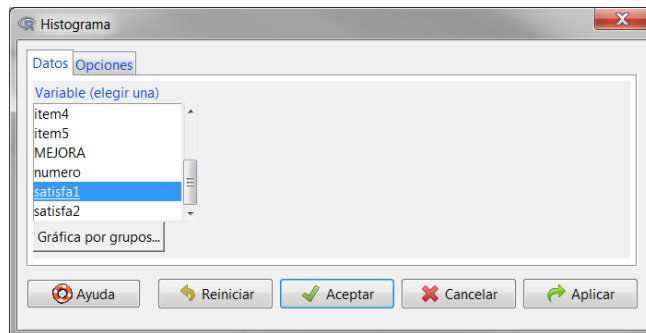 Histograma
Datos Opciones
Variable (elegir una)
item4
item5
MEJORA
numero
satisfa1
satisfa2
Gráfica por grupos...
Ayuda Reiniciar Aceptar Cancelar Aplicar